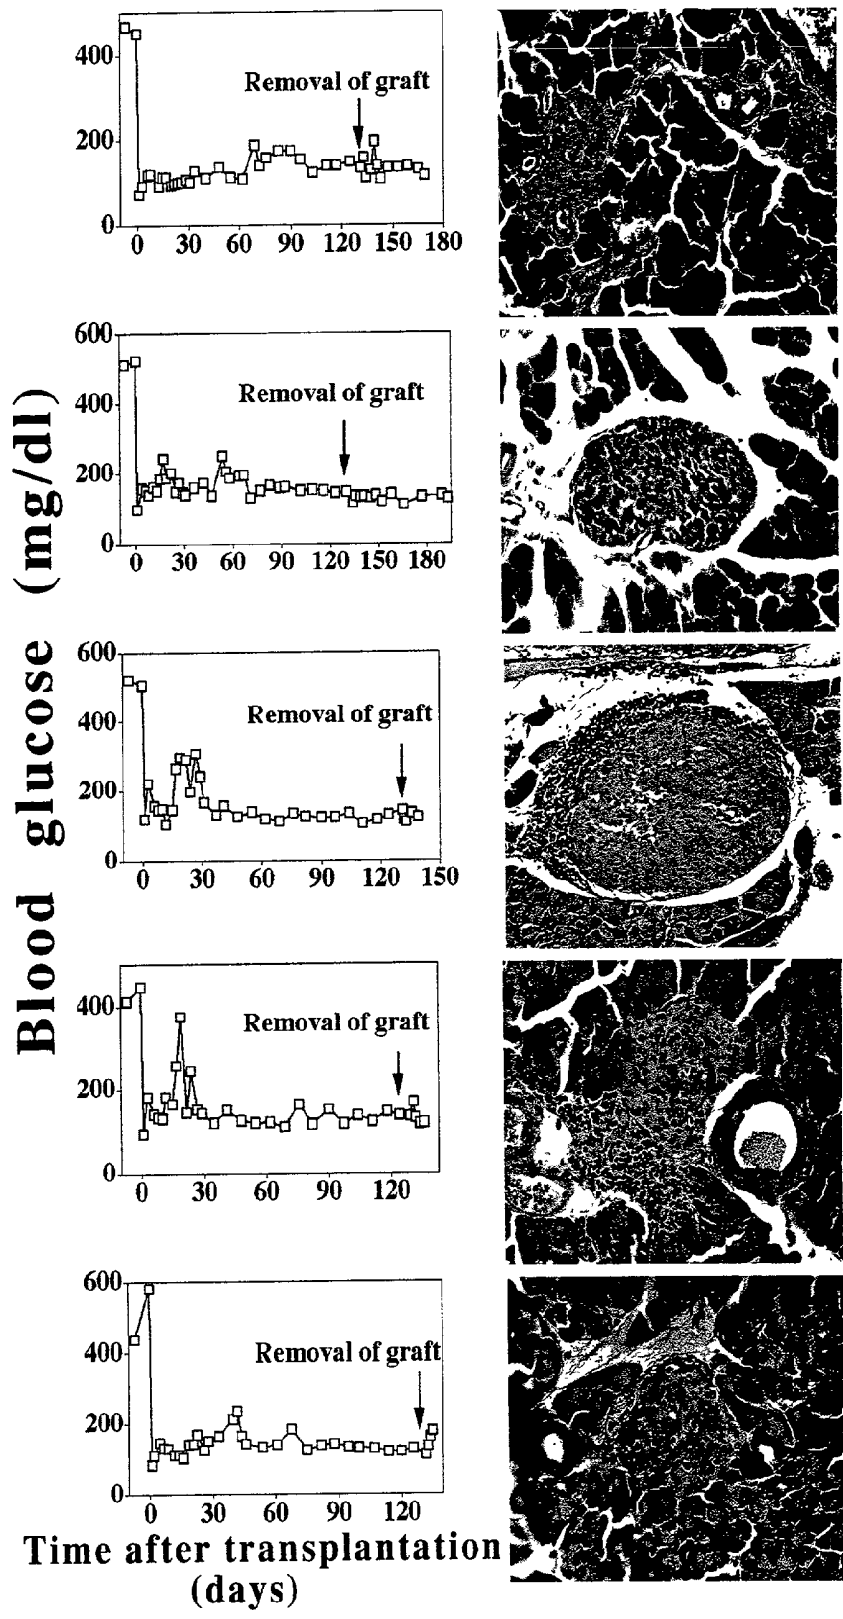 400
200
0
Removal of graft
0 30 60 90 120 150 180
600
400
200
0
Removal of graft
0 30 60 90 120 150 180
600
400
200
0
Removal of graft
0 30 60 90 120 150
400
200
0
Removal of graft
0 30 60 90 120
600
400
200
0
Removal of graft
0 30 60 90 120
Blood glucose (mg/dl)
Time after transplantation
(days)